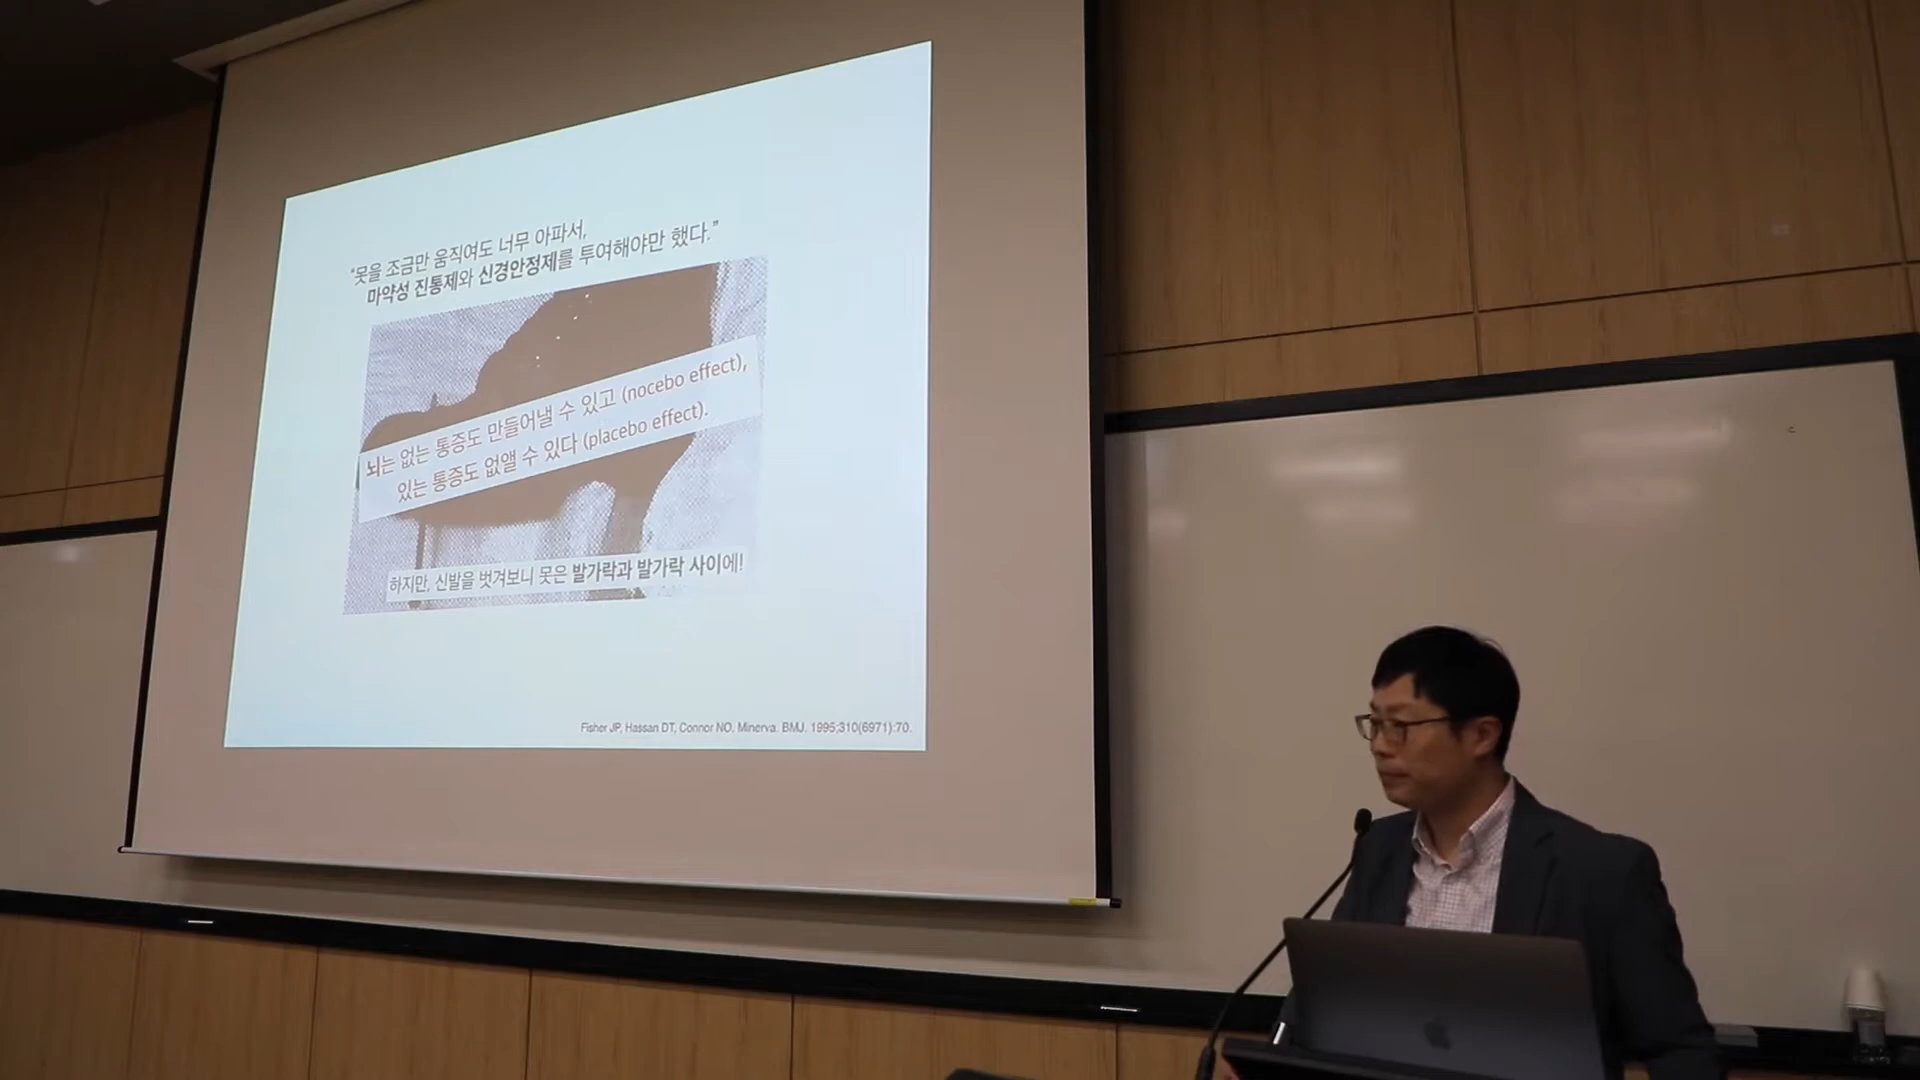 “못을 조금만 움직여도 너무 아파서,
마약성 진통제와 신경안정제를 투여해야만 했다.”
뇌는 없는 통증도 만들어낼 수 있고 (nocebo effect),
있는 통증도 없앨 수 있다 (placebo effect).
하지만, 신발을 벗겨보니 못은 발가락과 발가락 사이에!
Fisher JP, Hassan DT, Connor NO. Minerva. BMJ. 1995;310(6971):70.